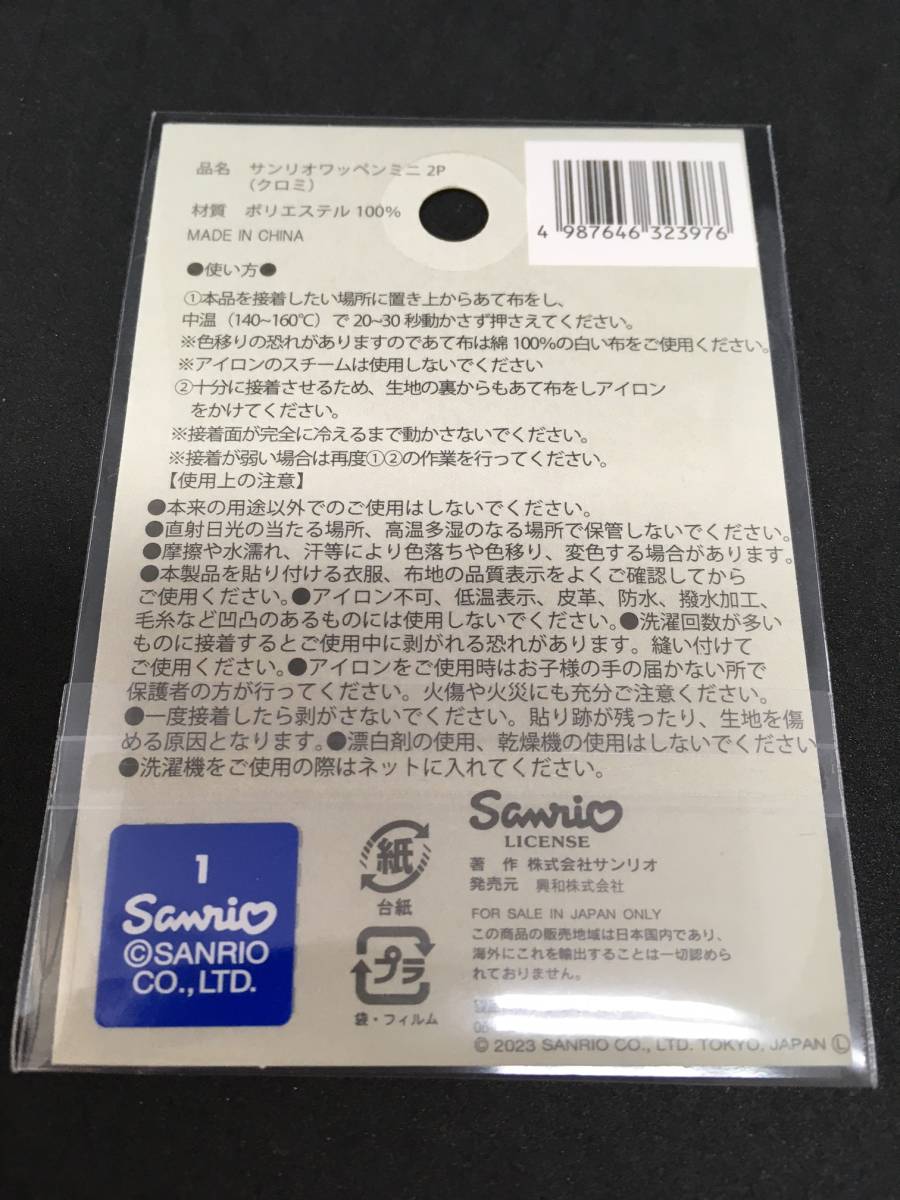 品名 サンリオワッペンミニ 2P
（クロミ）
材質 ポリエステル 100%
MADE IN CHINA
4 987646 323976
●使い方●
①本品を接着したい場所に置き上からあて布をし、
中温（140~160℃）で 20~30 秒動かさず押さえてください。
※色移りの恐れがありますのであて布は綿 100%の白い布をご使用ください。
※アイロンのスチームは使用しないでください
②十分に接着させるため、生地の裏からもあて布をしアイロン
をかけてください。
※接着面が完全に冷えるまで動かさないでください。
※接着が弱い場合は再度①②の作業を行ってください。
【使用上の注意】
●本来の用途以外でのご使用はしないでください。
●直射日光の当たる場所、高温多湿のなる場所で保管しないでください。
●摩擦や水濡れ、汗等により色落ちや色移り、変色する場合があります。
●本製品を貼り付ける衣服、布地の品質表示をよくご確認してから
ご使用ください。●アイロン不可、低温表示、皮革、防水、撥水加工、
毛糸など凹凸のあるものには使用しないでください。●洗濯回数が多い
ものに接着するとご使用中に剥がれる恐れがあります。縫い付けて
ご使用ください。●アイロンをご使用時はお子様の手の届かない所で
保護者の方が行ってください。火傷や火災にも充分ご注意ください。
●一度接着したら剥がさないでください。貼り跡が残ったり、生地を傷
める原因となります。●漂白剤の使用、乾燥機の使用はしないでください
●洗濯機をご使用の際はネットに入れてください。
1
Sanrio
©SANRIO
CO.,LTD.
紙
台紙
プラ
袋・フィルム
Sanrio
LICENSE
著 作 株式会社サンリオ
発売元 興和株式会社
FOR SALE IN JAPAN ONLY
この商品の販売地域は日本国内であり、
海外にこれを輸出することは一切認めら
れておりません。
© 2023 SANRIO CO., LTD. TOKYO, JAPAN Ⓛ